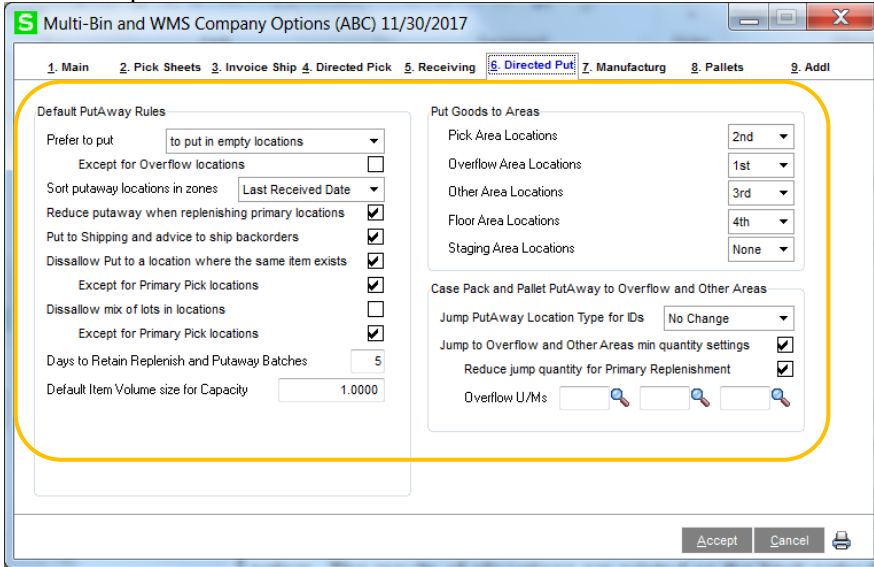 S Multi-Bin and WMS Company Options (ABC) 11/30/2017
X
1. Main 2. Pick Sheets 3. Invoice Ship 4. Directed Pick 5. Receiving 6. Directed Put 7. Manufacturg 8. Pallets 9. Addl
Default PutAway Rules
Prefer to put to put in empty locations
Except for Overflow locations
Sort putaway locations in zones Last Received Date
Reduce putaway when replenishing primary locations
Put to Shipping and advice to ship backorders
Dissallow Put to a location where the same item exists
Except for Primary Pick locations
Dissallow mix of lots in locations
Except for Primary Pick locations
Days to Retain Replenish and Putaway Batches 5
Default Item Volume size for Capacity 1.0000
Put Goods to Areas
Pick Area Locations 2nd
Overflow Area Locations 1st
Other Area Locations 3rd
Floor Area Locations 4th
Staging Area Locations None
Case Pack and Pallet PutAway to Overflow and Other Areas
Jump PutAway Location Type for IDs No Change
Jump to Overflow and Other Areas min quantity settings
Reduce jump quantity for Primary Replenishment
Overflow U/Ms
Accept Cancel